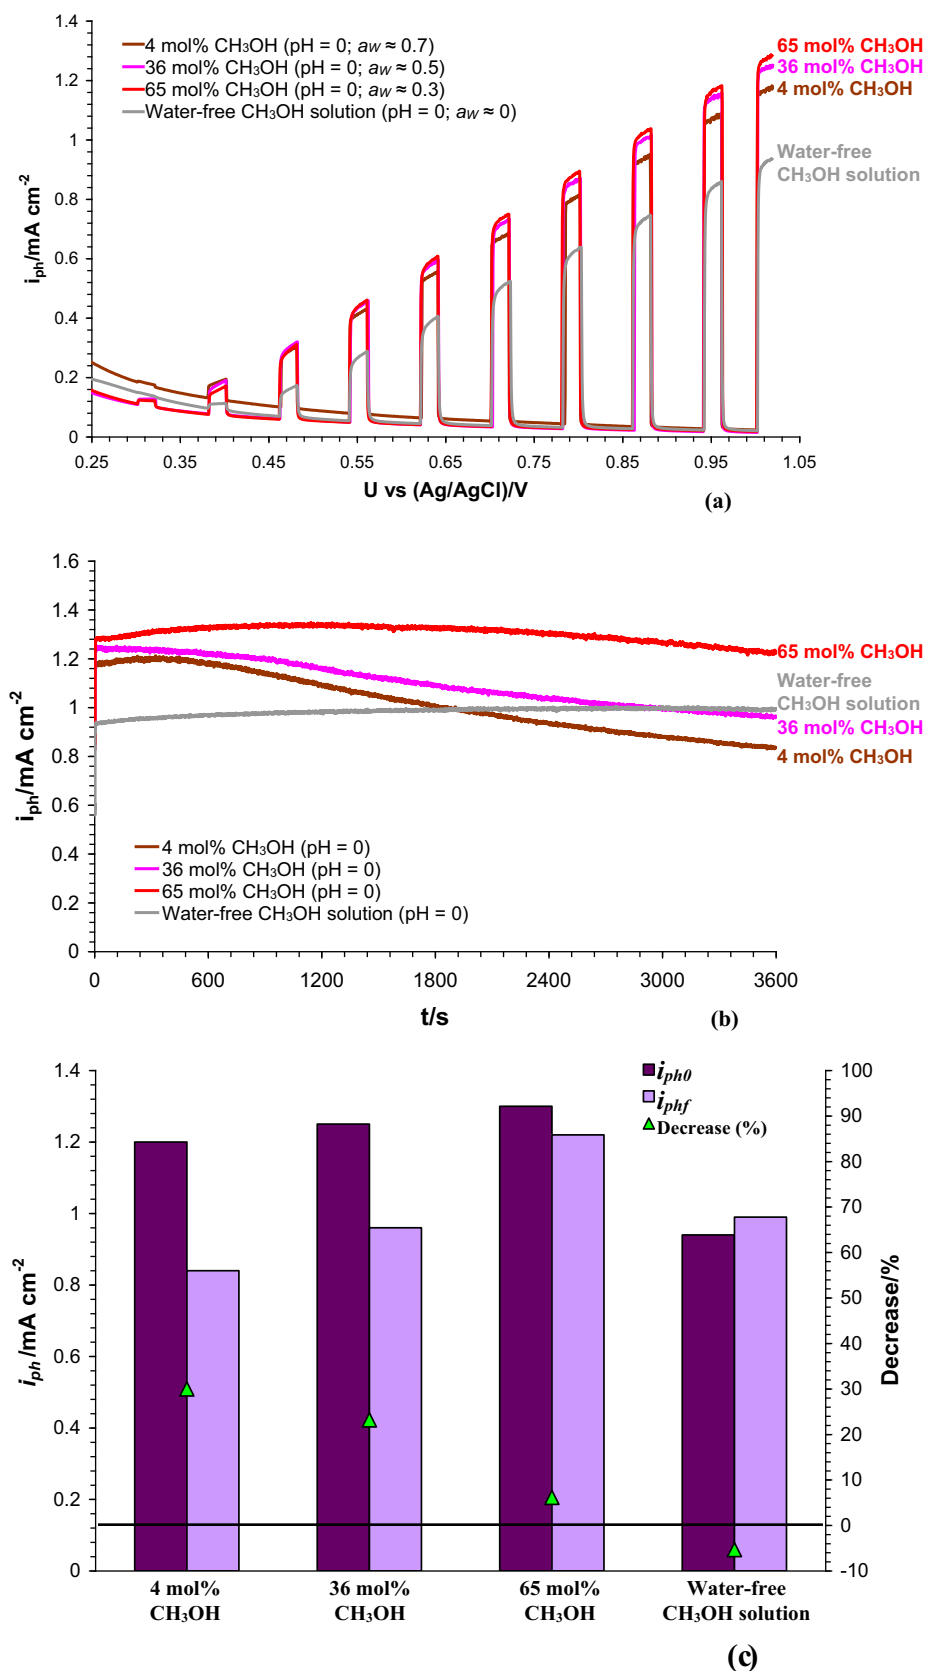 1.4
1.2
1
0.8
0.6
0.4
0.2
0
i_ph/mA cm⁻²
4 mol% CH₃OH (pH = 0; a_w ≈ 0.7)
36 mol% CH₃OH (pH = 0; a_w ≈ 0.5)
65 mol% CH₃OH (pH = 0; a_w ≈ 0.3)
Water-free CH₃OH solution (pH = 0; a_w ≈ 0)
65 mol% CH₃OH
36 mol% CH₃OH
4 mol% CH₃OH
Water-free
CH₃OH solution
0.25 0.35 0.45 0.55 0.65 0.75 0.85 0.95 1.05
U vs (Ag/AgCl)/V
(a)
1.6
1.4
1.2
1
0.8
0.6
0.4
0.2
0
i_ph/mA cm⁻²
65 mol% CH₃OH
Water-free
CH₃OH solution
36 mol% CH₃OH
4 mol% CH₃OH
4 mol% CH₃OH (pH = 0)
36 mol% CH₃OH (pH = 0)
65 mol% CH₃OH (pH = 0)
Water-free CH₃OH solution (pH = 0)
0 600 1200 1800 2400 3000 3600
t/s
(b)
1.4
1.2
1
0.8
0.6
0.4
0.2
0
i_ph/mA cm⁻²
i_ph0
i_phf
Decrease (%)
100
90
80
70
60
50
40
30
20
10
0
-10
Decrease/%
4 mol% 36 mol% 65 mol% Water-free
CH₃OH CH₃OH CH₃OH CH₃OH solution
(c)